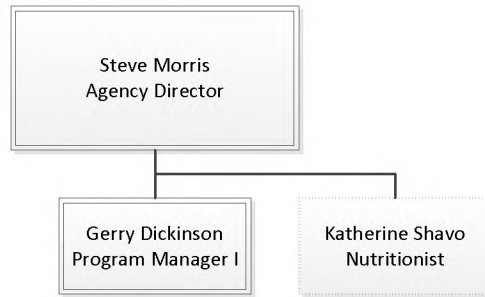 Steve Morris
Agency Director
Gerry Dickinson
Program Manager I
Katherine Shavo
Nutritionist